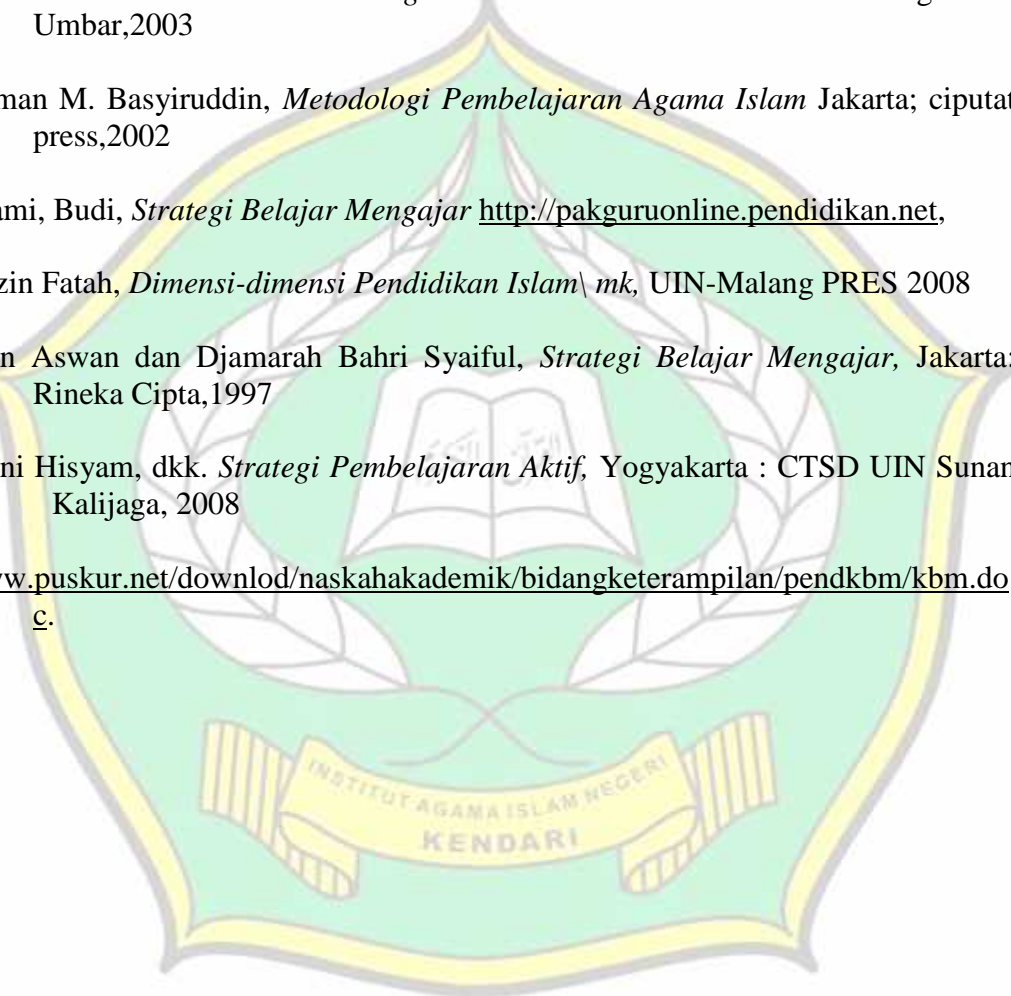 Umbar,2003
man M. Basyiruddin, Metodologi Pembelajaran Agama Islam Jakarta; ciputat
press,2002
ami, Budi, Strategi Belajar Mengajar http://pakguruonline.pendidikan.net,
zin Fatah, Dimensi-dimensi Pendidikan Islam\ mk, UIN-Malang PRES 2008
n Aswan dan Djamarah Bahri Syaiful, Strategi Belajar Mengajar, Jakarta:
Rineka Cipta,1997
ni Hisyam, dkk. Strategi Pembelajaran Aktif, Yogyakarta : CTSD UIN Sunan
Kalijaga, 2008
w.puskur.net/downlod/naskahakademik/bidangketerampilan/pendkbm/kbm.do
c.
INSTITUT AGAMA ISLAM NEGERI
KENDARI